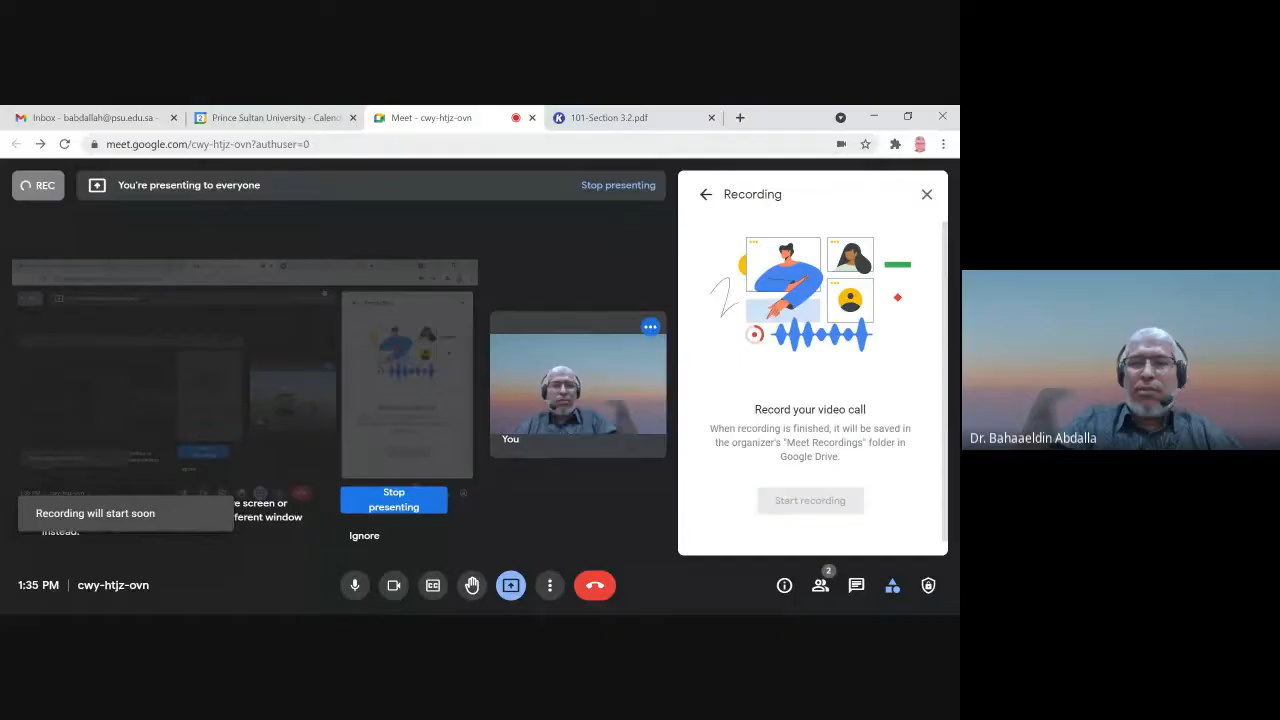 Inbox - babdallah@psu.edu.sa -
Prince Sultan University - Calend
Meet - cwy-htjz-ovn
101-Section 3.2.pdf
meet.google.com/cwy-htjz-ovn?authuser=0
REC
You're presenting to everyone
Stop presenting
Recording
You
Record your video call
When recording is finished, it will be saved in
the organizer's "Meet Recordings" folder in
Google Drive.
Start recording
Stop
presenting
Ignore
Recording will start soon
e screen or
ferent window
instead.
1:35 PM | cwy-htjz-ovn
CC
2
Dr. Bahaaeldin Abdalla